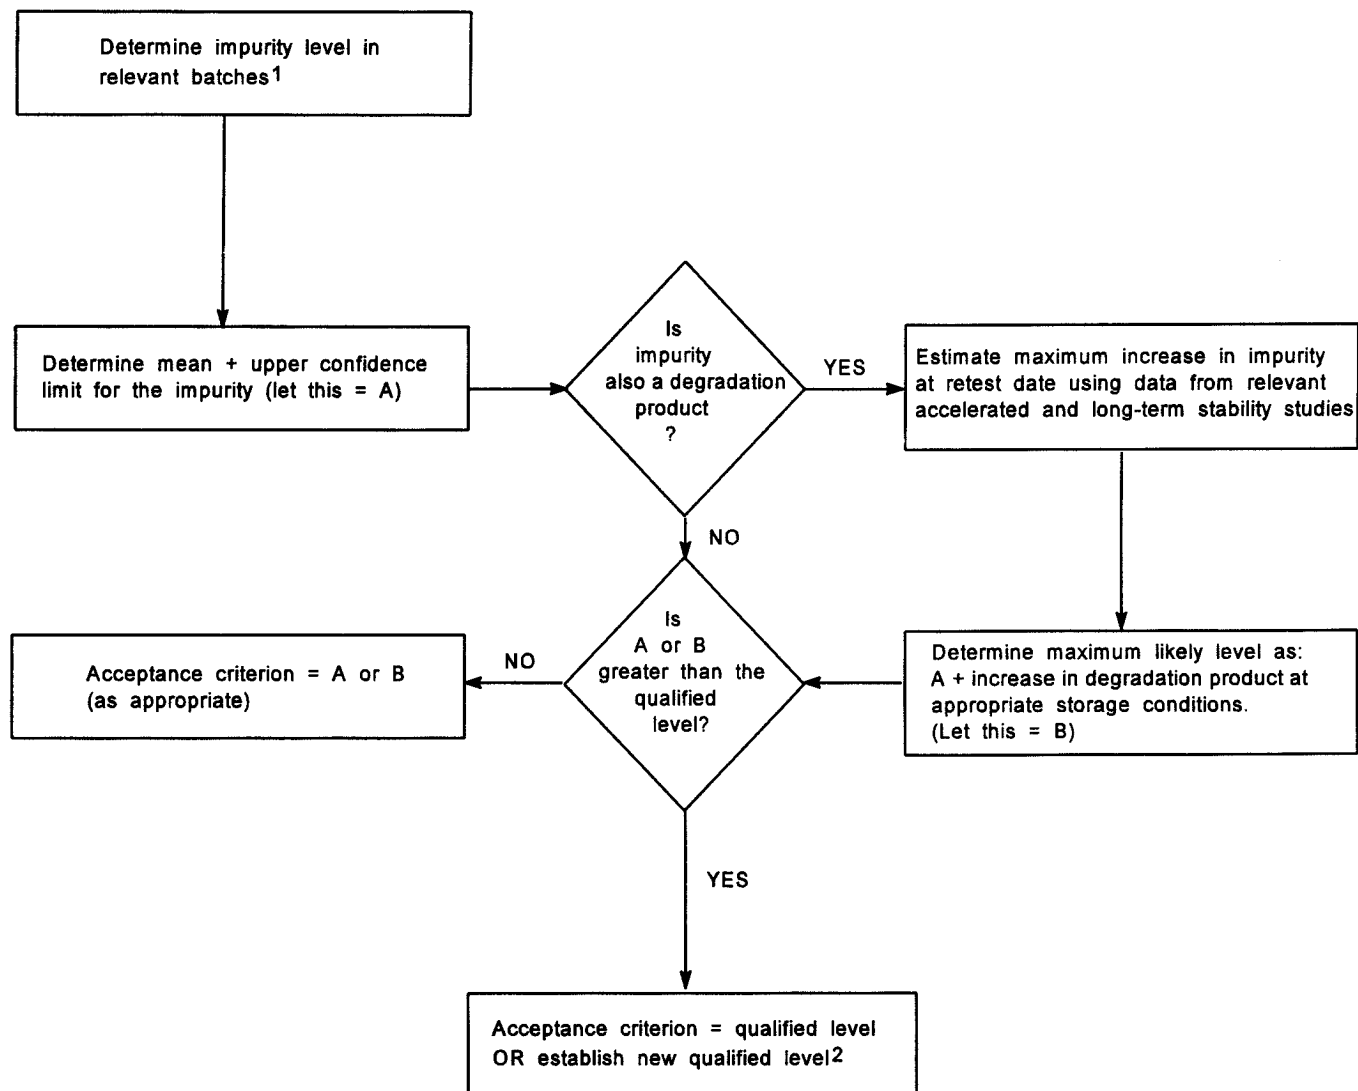 Determine impurity level in
relevant batches1
Determine mean + upper confidence
limit for the impurity (let this = A)
Is
impurity
also a degradation
product
?
YES
Estimate maximum increase in impurity
at retest date using data from relevant
accelerated and long-term stability studies
NO
Determine maximum likely level as:
A + increase in degradation product at
appropriate storage conditions.
(Let this = B)
Is
A or B
greater than the
qualified
level?
NO
Acceptance criterion = A or B
(as appropriate)
YES
Acceptance criterion = qualified level
OR establish new qualified level2